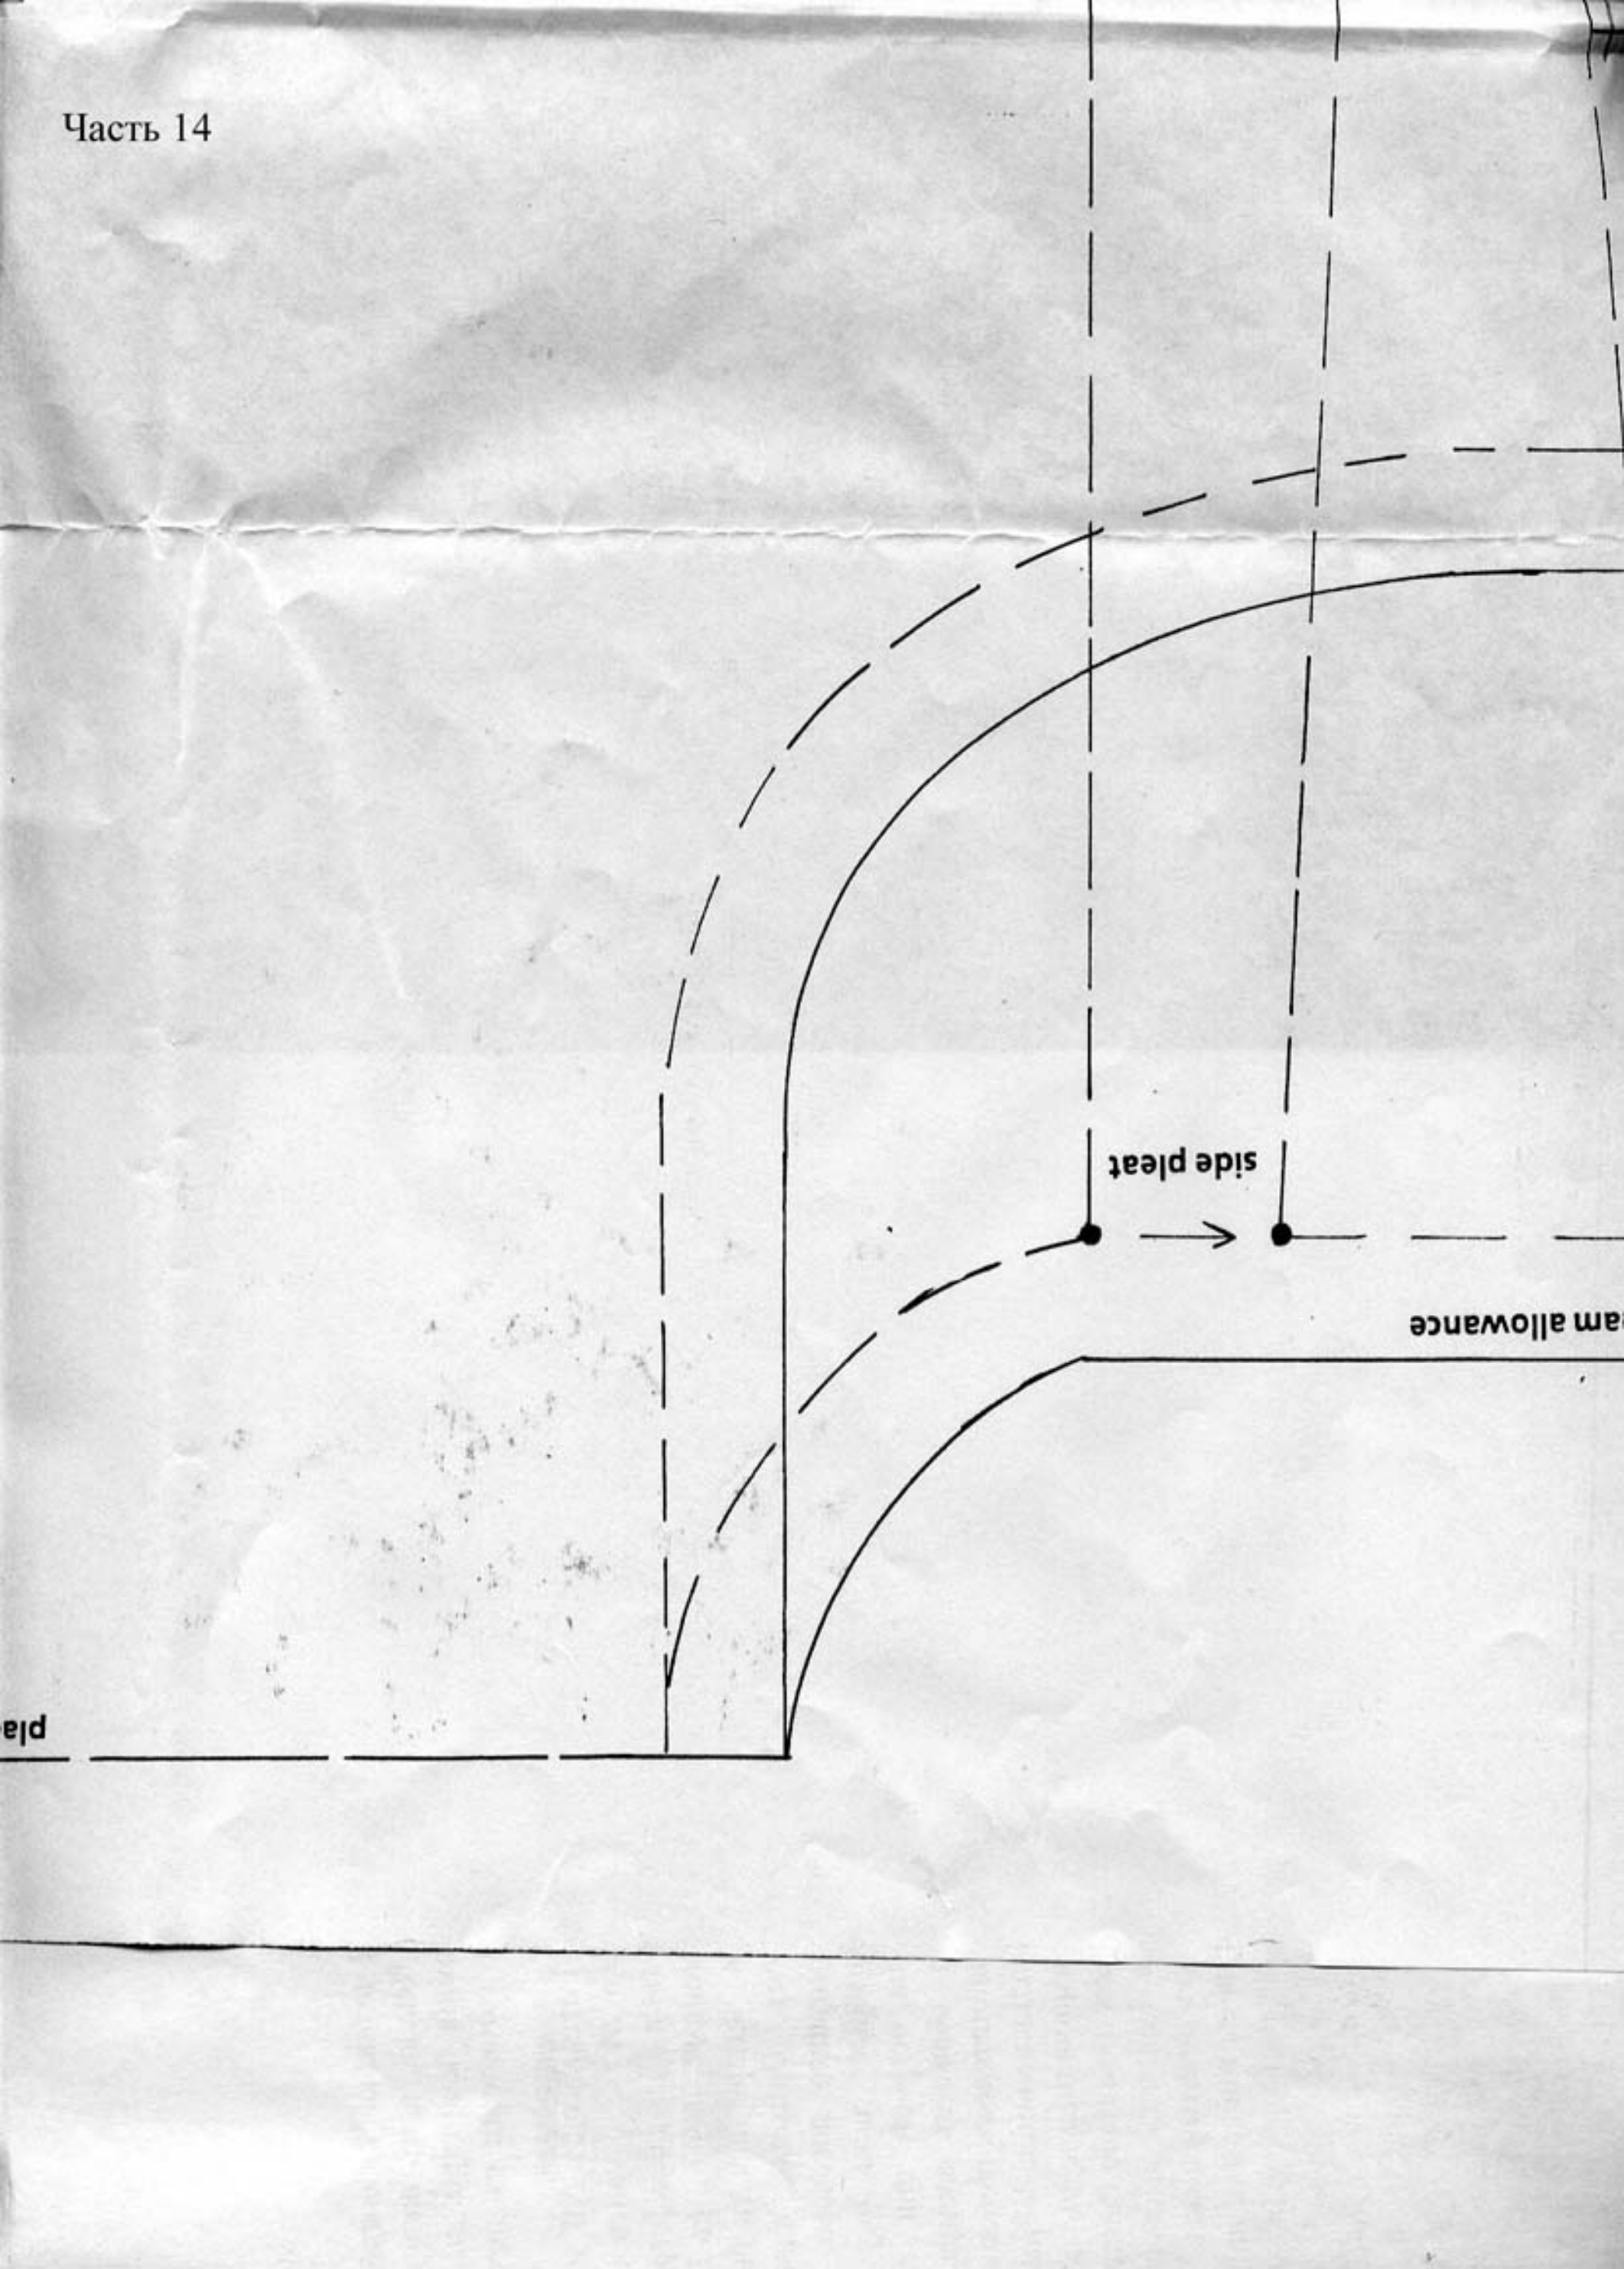 Часть 14
side pleat
am allowance
pla